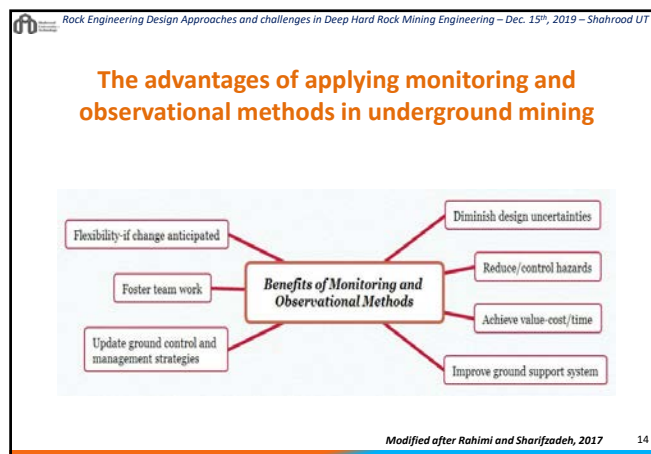 Rock Engineering Design Approaches and challenges in Deep Hard Rock Mining Engineering – Dec. 15th, 2019 – Shahrood UT
The advantages of applying monitoring and
observational methods in underground mining
Flexibility-if change anticipated
Foster team work
Update ground control and
management strategies
Benefits of Monitoring and
Observational Methods
Diminish design uncertainties
Reduce/control hazards
Achieve value-cost/time
Improve ground support system
Modified after Rahimi and Sharifzadeh, 2017
14